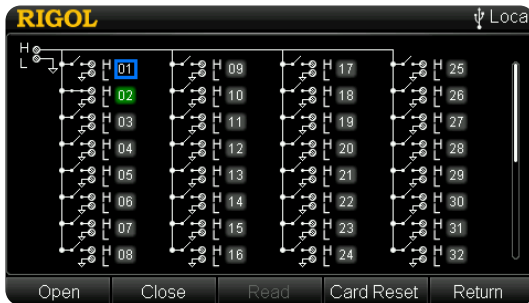 RIGOL Loca
H
L
H 01 H 09 H 17 H 25
L 02 L 10 L 18 L 26
H 03 H 11 H 19 H 27
L 04 L 12 L 20 L 28
H 05 H 13 H 21 H 29
L 06 L 14 L 22 L 30
H 07 H 15 H 23 H 31
L 08 L 16 L 24 L 32
Open Close Read Card Reset Return